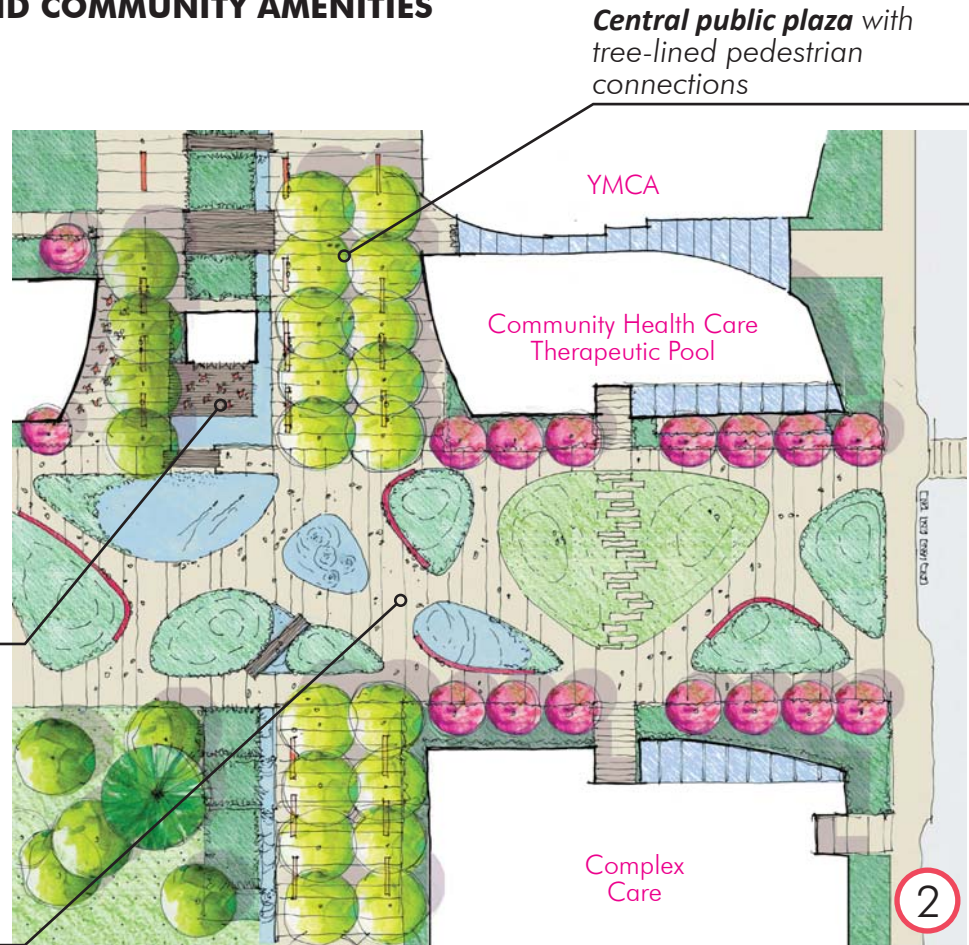 ND COMMUNITY AMENITIES
Central public plaza with
tree-lined pedestrian
connections
YMCA
Community Health Care
Therapeutic Pool
Complex
Care
2